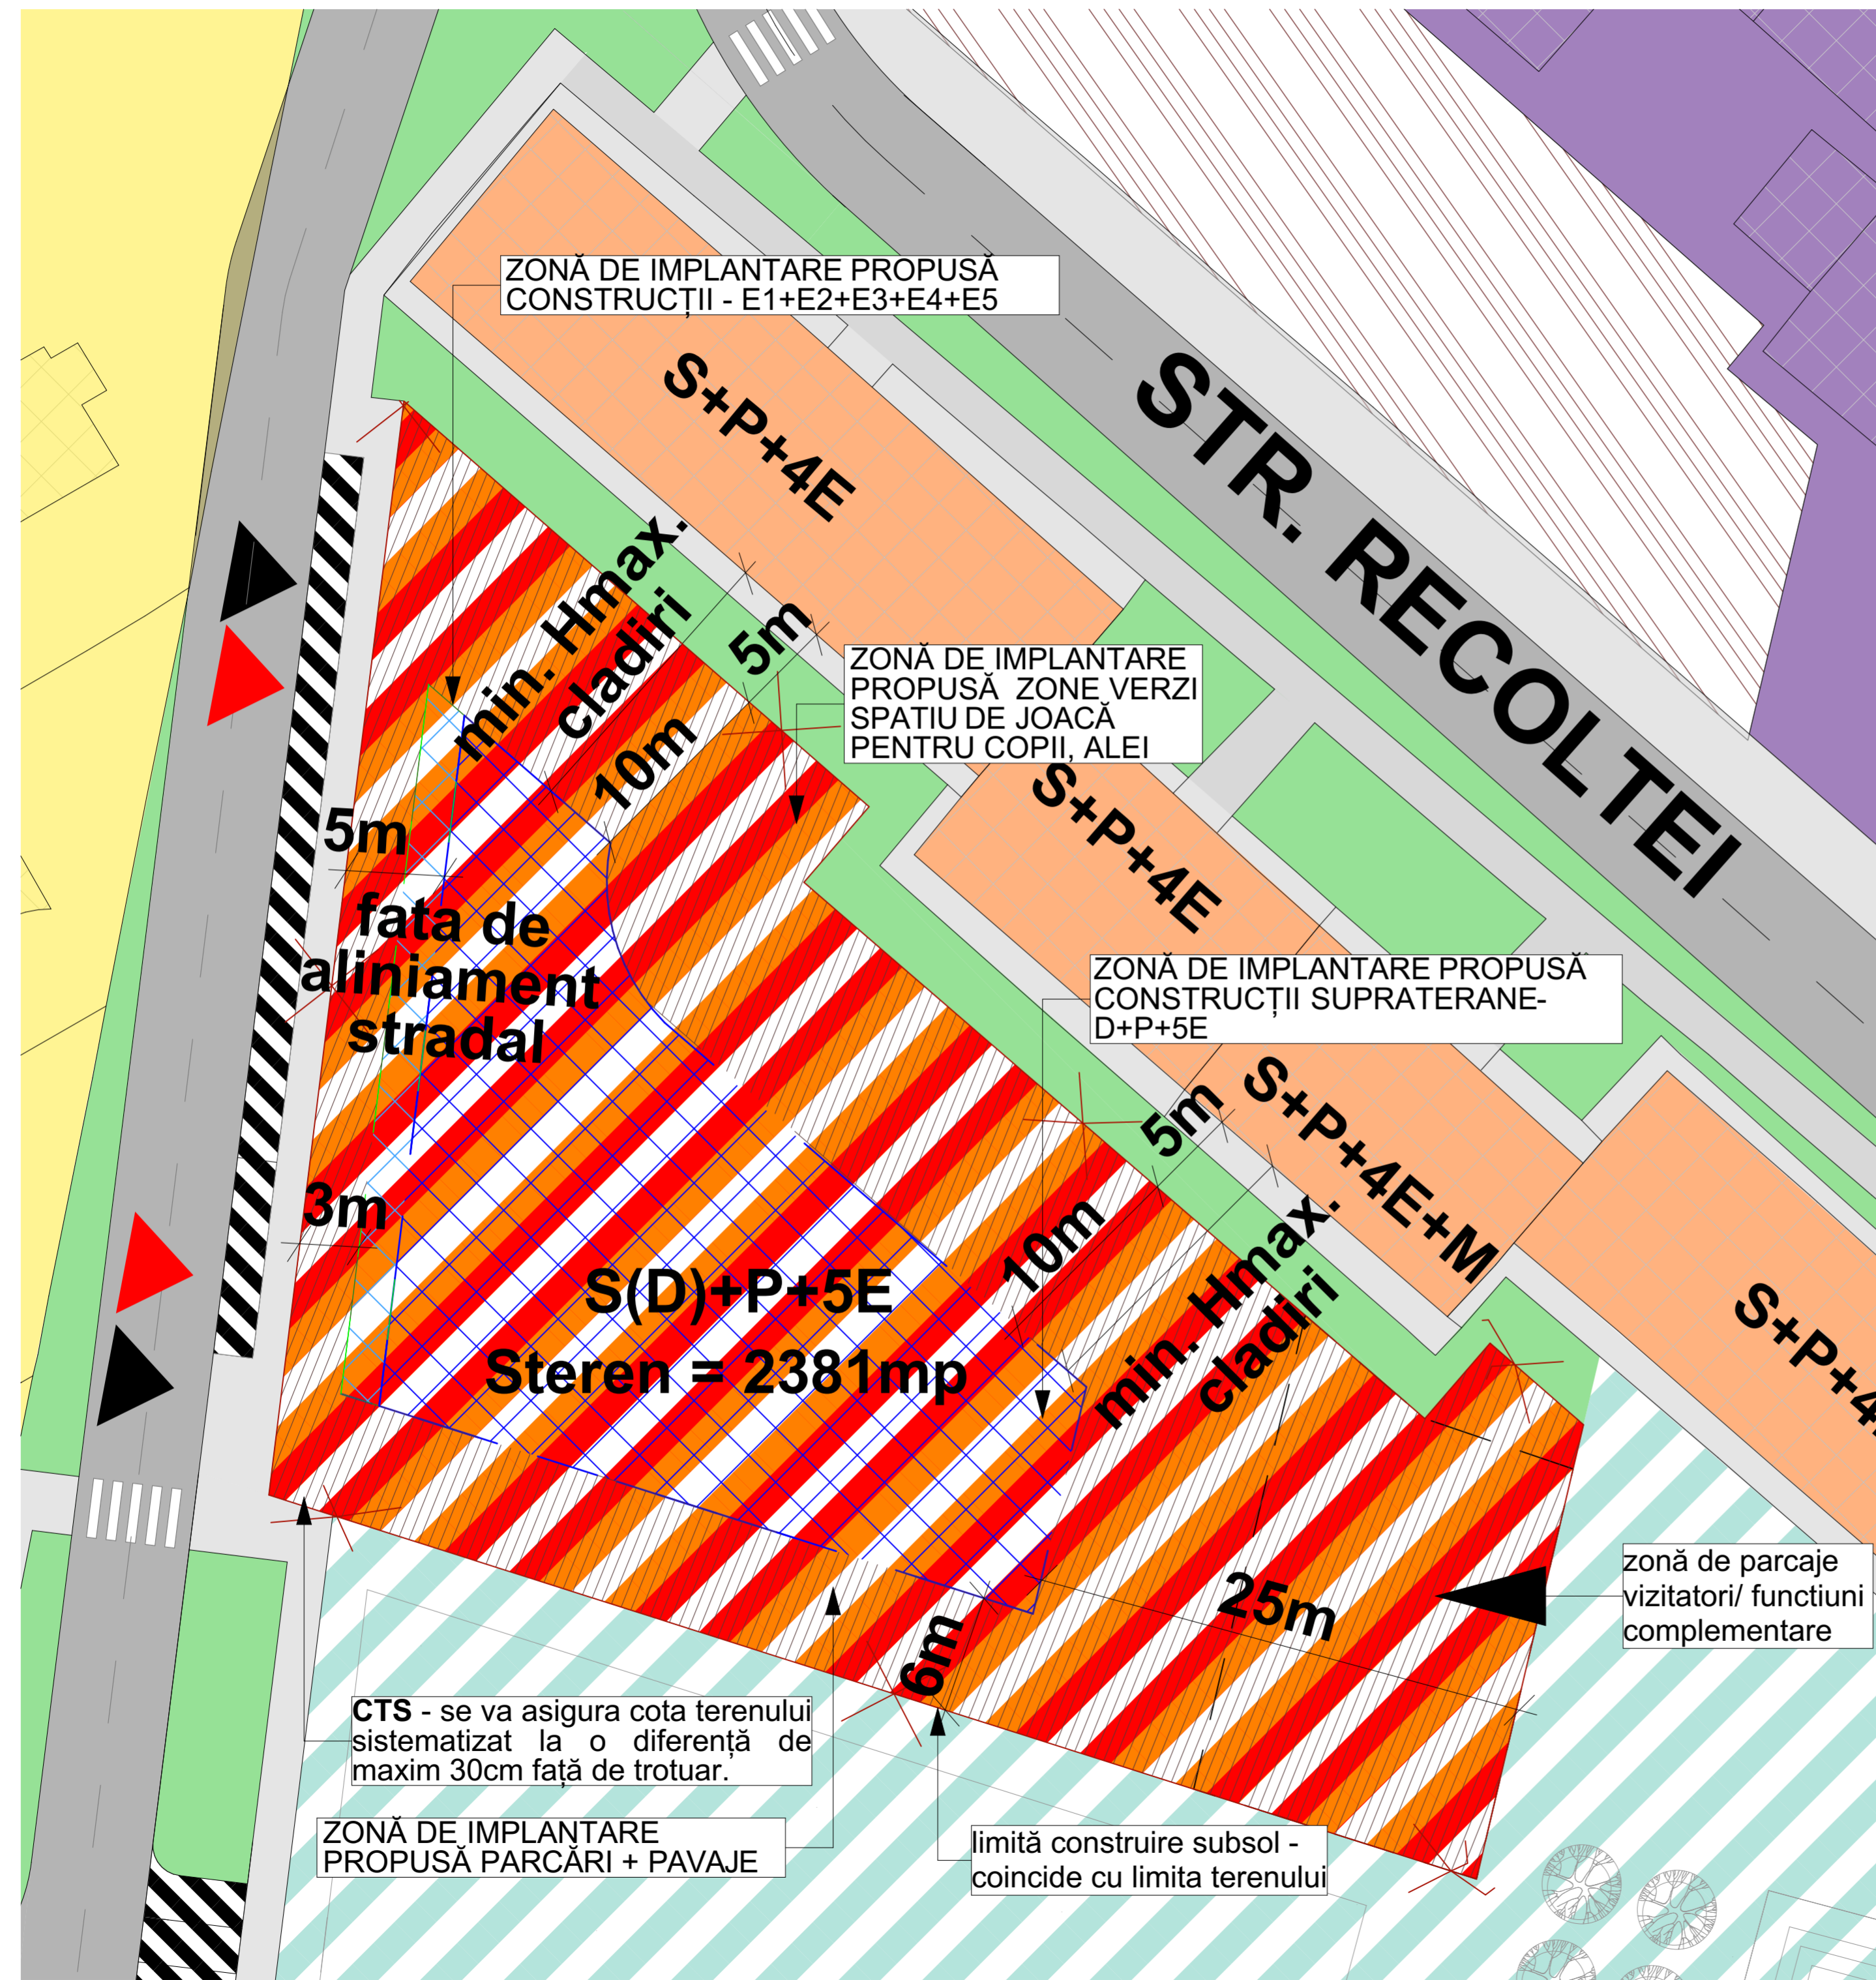 ZONĂ DE IMPLANTARE PROPUSĂ
CONSTRUCȚII - E1+E2+E3+E4+E5
S+P+4E
STR. RECOLTEI
min. Hmax.
cladiri
5m
10m
ZONĂ DE IMPLANTARE
PROPUSĂ ZONE VERZI
SPATIU DE JOACĂ
PENTRU COPII, ALEI
S+P+4E
5m
fata de
aliniament
stradal
ZONĂ DE IMPLANTARE PROPUSĂ
CONSTRUCȚII SUPRATERANE-
D+P+5E
5m
S+P+4E+M
3m
10m
min. Hmax.
cladiri
S(D)+P+5E
Steren = 2381mp
S+P+4
25m
6m
zonă de parcaje
vizitatori/ functiuni
complementare
CTS - se va asigura cota terenului
sistematizat la o diferență de
maxim 30cm față de trotuar.
ZONĂ DE IMPLANTARE
PROPUSĂ PARCĂRI + PAVAJE
limită construire subsol -
coincide cu limita terenului